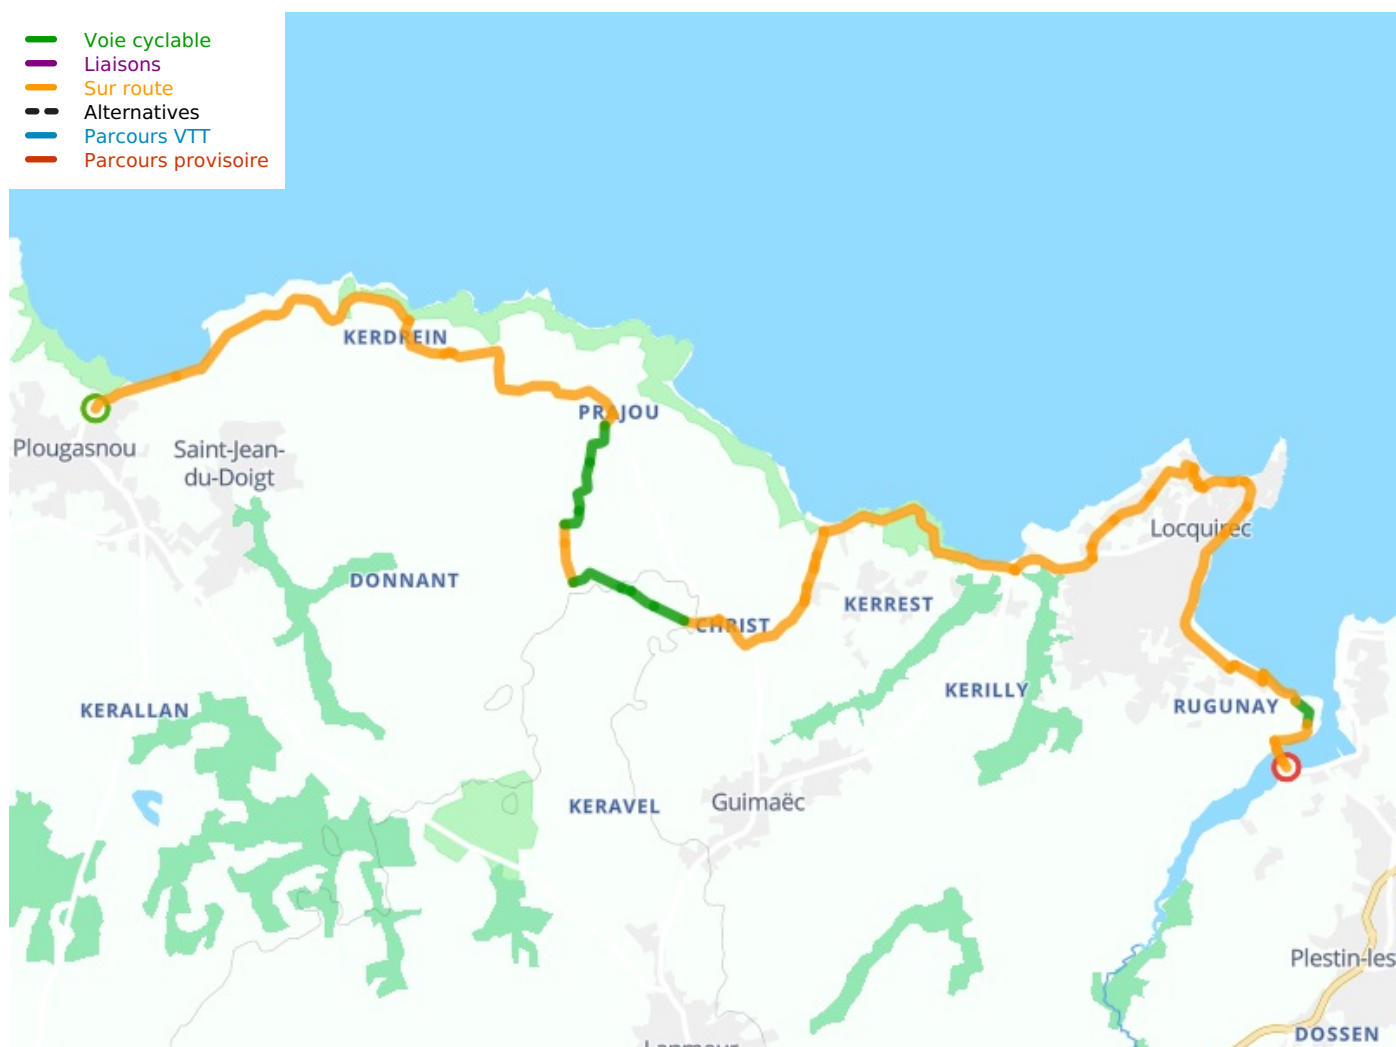 Voie cyclable
Liaisons
Sur route
Alternatives
Parcours VTT
Parcours provisoire
KERDREIN
PRAJOU
Plougasnou
Saint-Jean-
du-Doigt
Locquirec
DONNANT
KERREST
CHRIST
KERILLY
RUGUNAY
KERALLAN
KERAVEL
Guimaëc
Plestin-les
DOSSEN